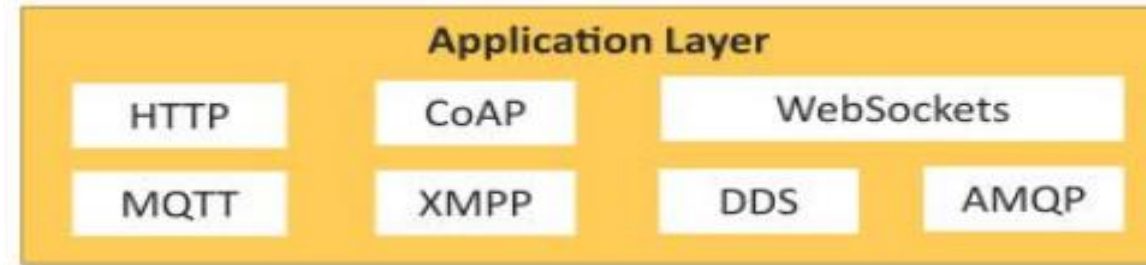 Application Layer
HTTP CoAP WebSockets
MQTT XMPP DDS AMQP